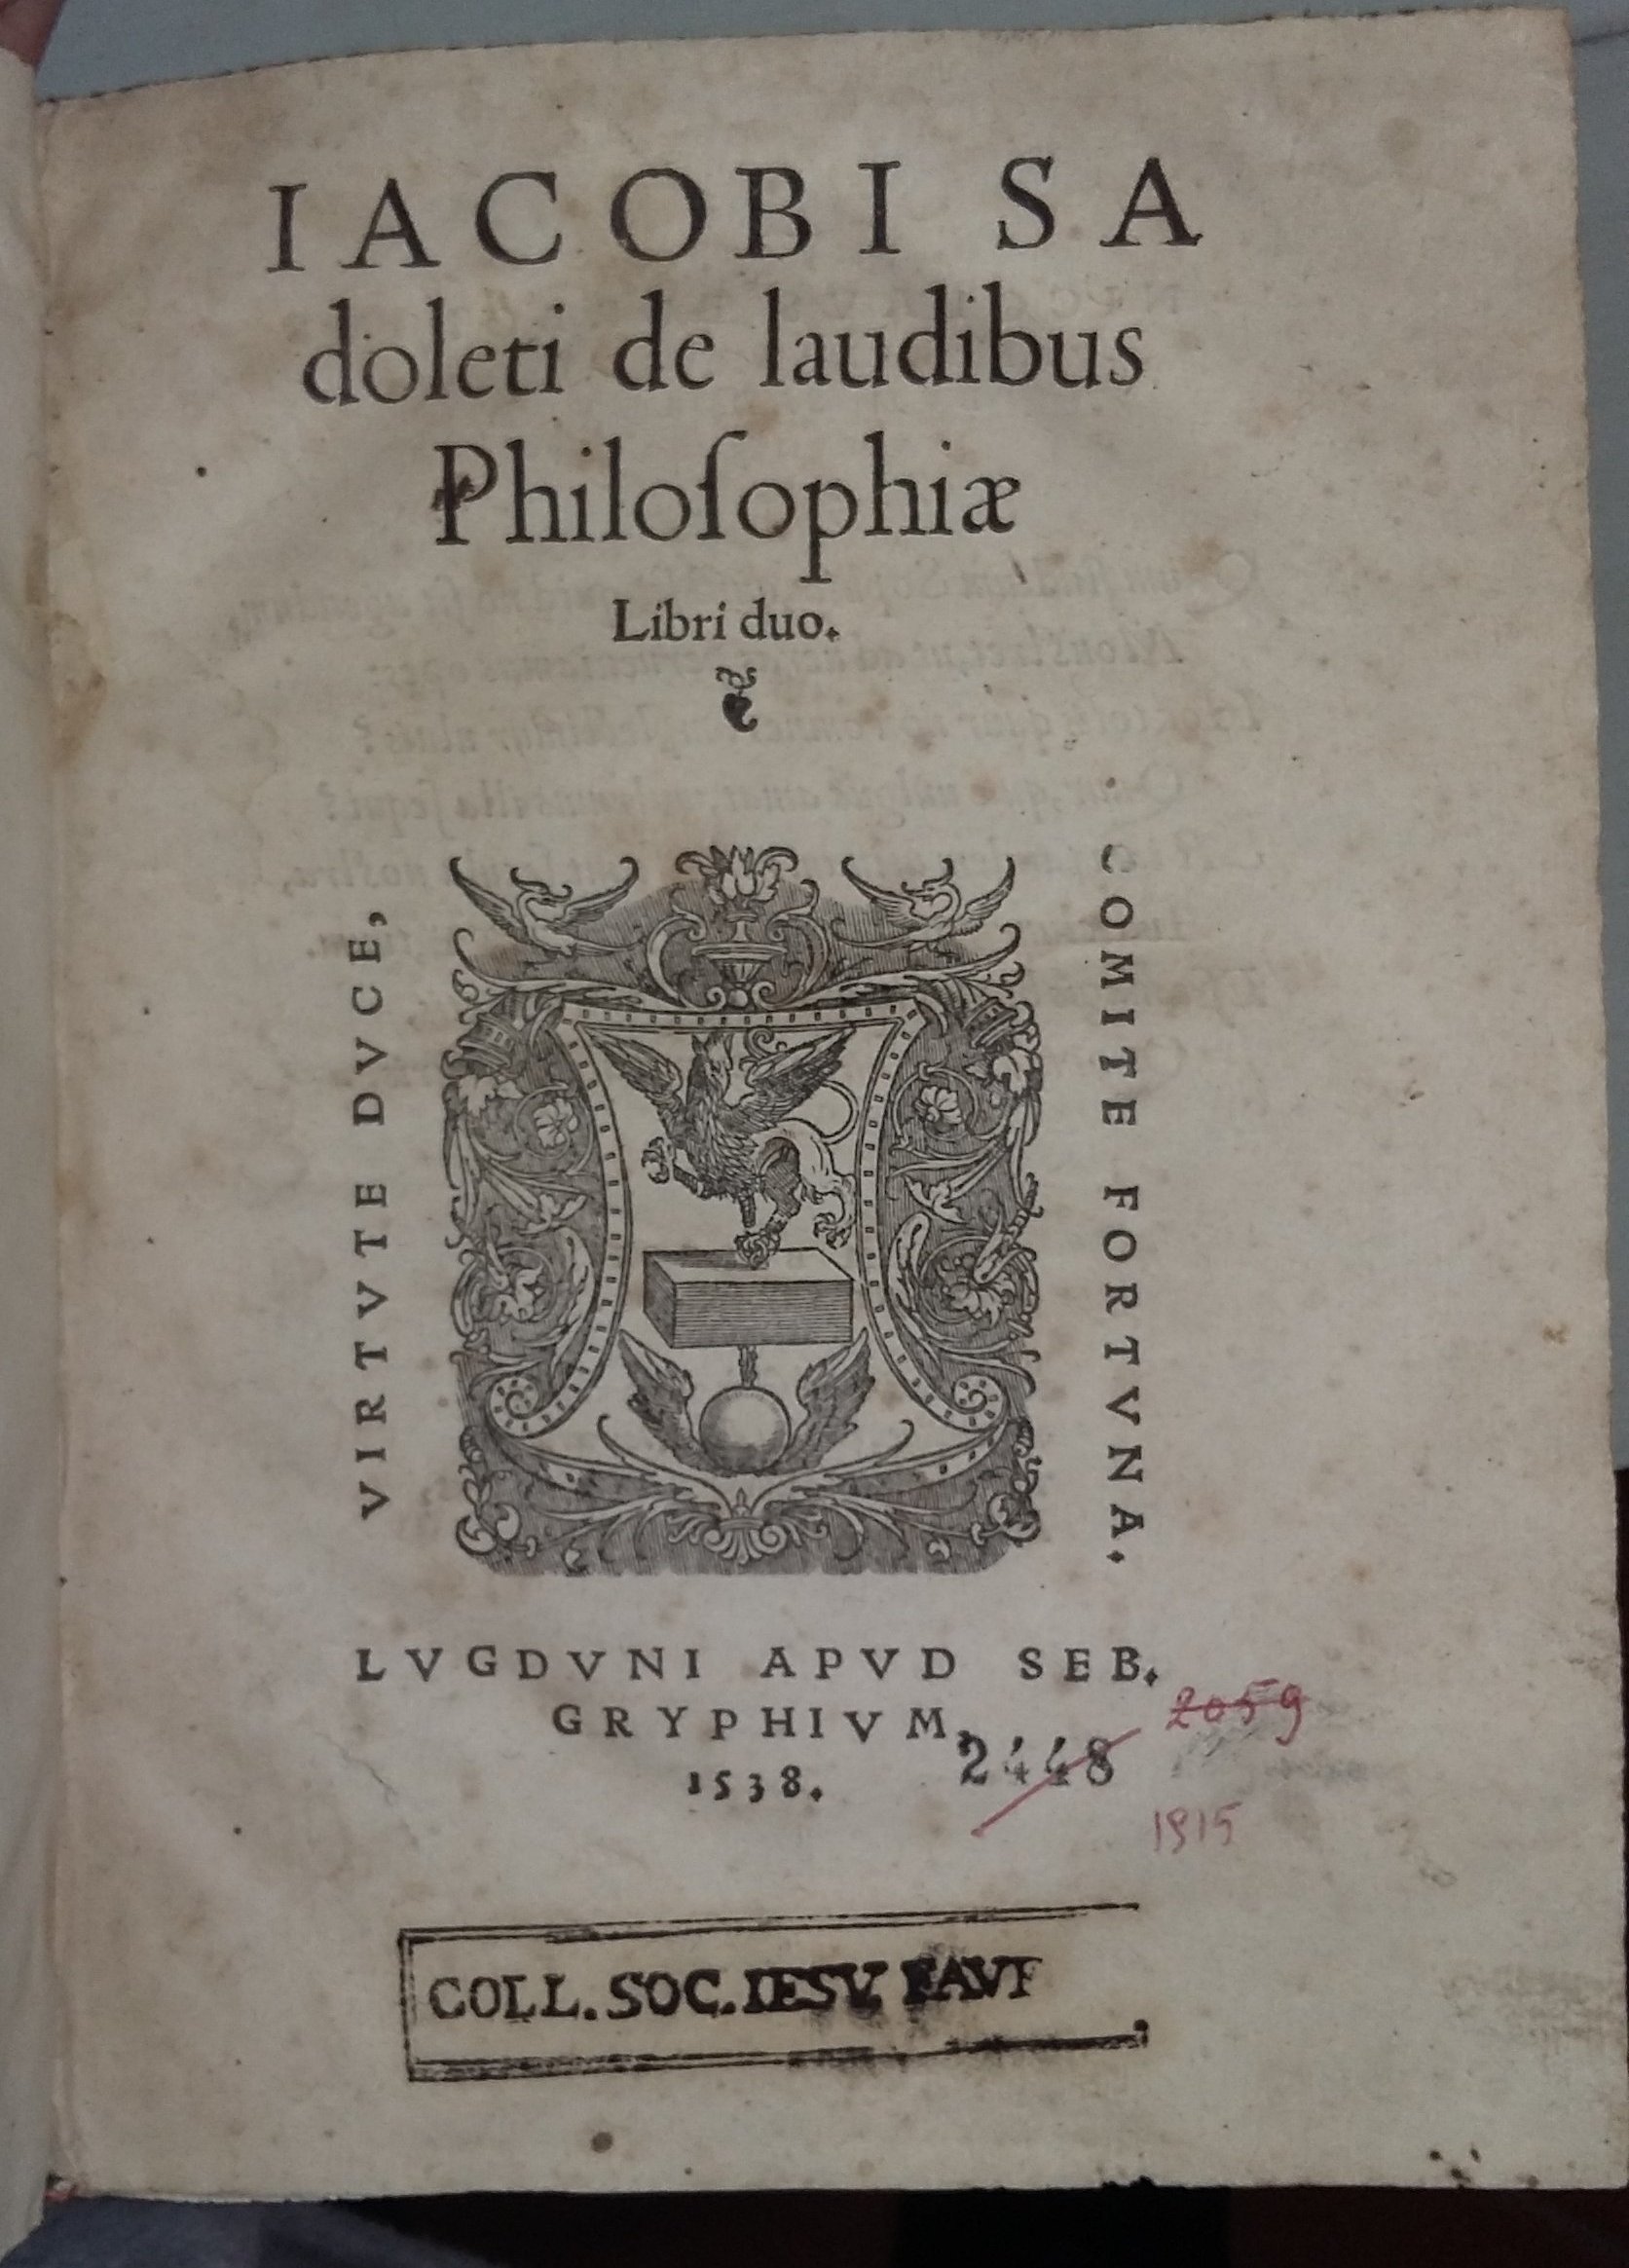 IACOBI SA
doleti de laudibus
Philoſophiæ
Libri duo.
VIRTVTE DVCE,
COMITE FORTVNA.
LVGDVNI APVD SEB.
GRYPHIVM,
1538.
2448
2059
1915
COLL. SOC. IESV